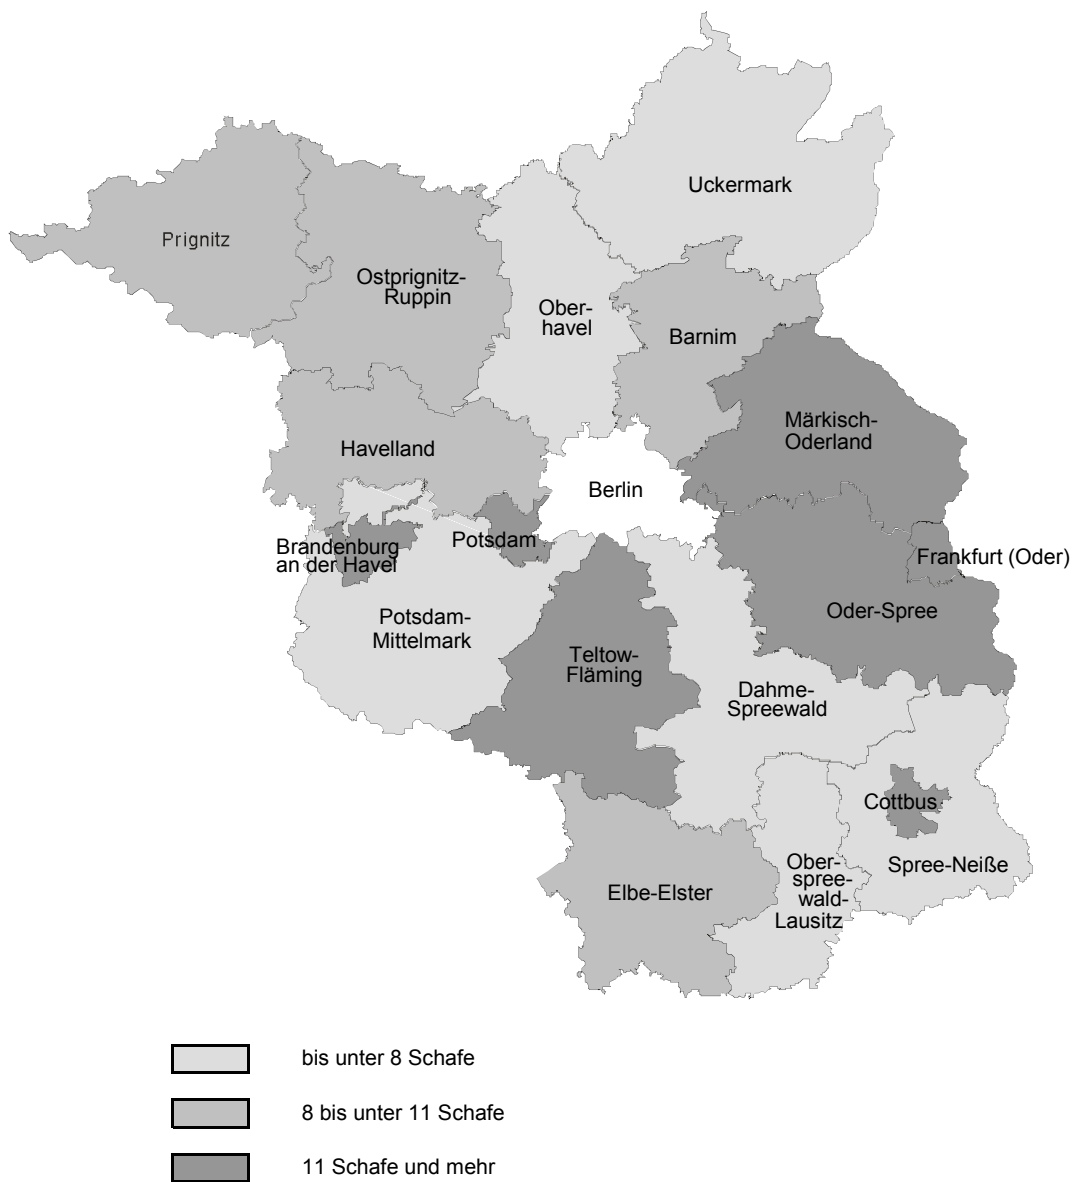 Uckermark
Prignitz
Ostprignitz-
Ruppin
Ober-
havel
Barnim
Märkisch-
Oderland
Havelland
Berlin
Brandenburg
an der Havel
Potsdam
Frankfurt (Oder)
Oder-Spree
Potsdam-
Mittelmark
Teltow-
Fläming
Dahme-
Spreewald
Cottbus
Spree-Neiße
Ober-
spree-
wald-
Lausitz
Elbe-Elster
bis unter 8 Schafe
8 bis unter 11 Schafe
11 Schafe und mehr